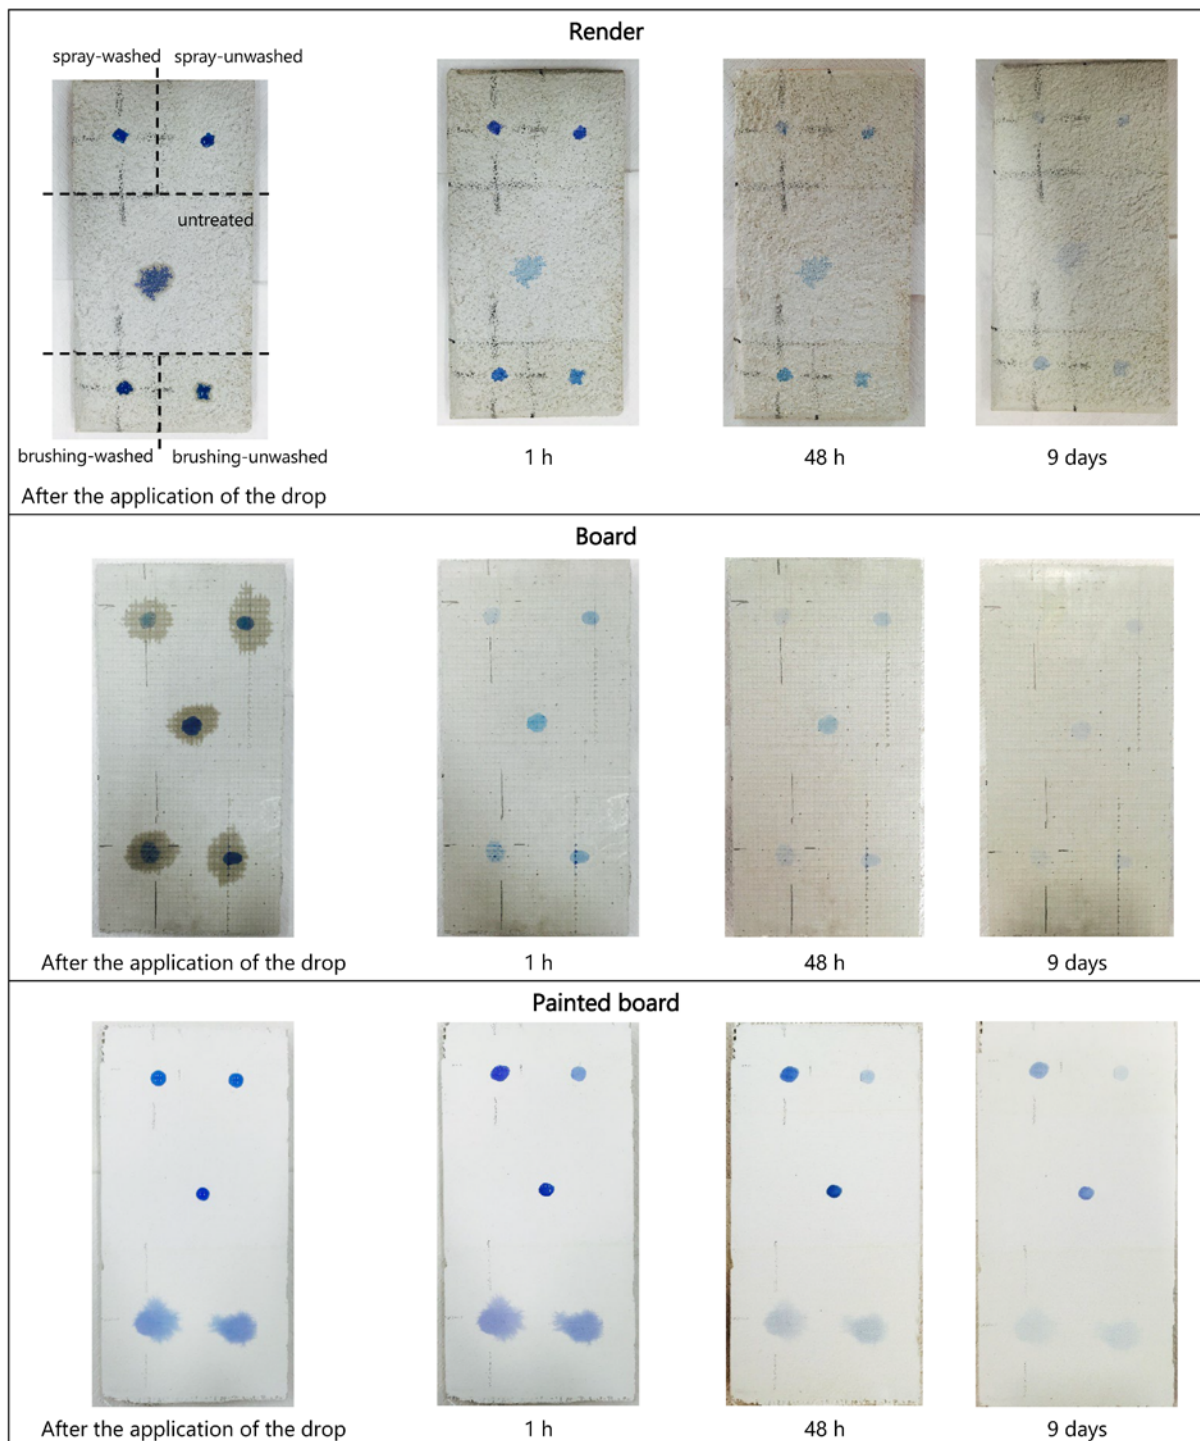 Render
spray-washed spray-unwashed
untreated
brushing-washed brushing-unwashed
1 h 48 h 9 days
After the application of the drop
Board
After the application of the drop 1 h 48 h 9 days
Painted board
After the application of the drop 1 h 48 h 9 days